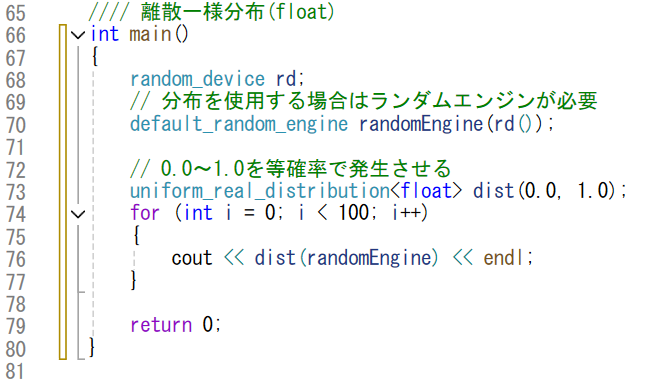 65 //// 離散一様分布(float)
66 int main()
67 {
68 random_device rd;
69 // 分布を使用する場合はランダムエンジンが必要
70 default_random_engine randomEngine(rd());
71
72 // 0.0～1.0を等確率で発生させる
73 uniform_real_distribution<float> dist(0.0, 1.0);
74 for (int i = 0; i < 100; i++)
75 {
76 cout << dist(randomEngine) << endl;
77 }
78
79 return 0;
80 }
81